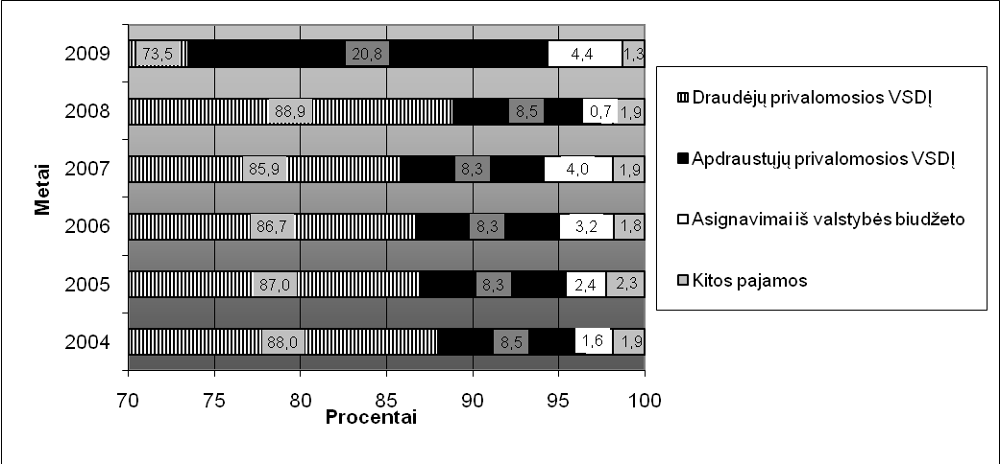 Metai
2009 73,5 20,8 4,4 1,3
2008 88,9 8,5 0,7 1,9
2007 85,9 8,3 4,0 1,9
2006 86,7 8,3 3,2 1,8
2005 87,0 8,3 2,4 2,3
2004 88,0 8,5 1,6 1,9
70 75 80 85 90 95 100
Procentai
Draudėjų privalomosios VSDĮ
Apdraustųjų privalomosios VSDĮ
Asignavimai iš valstybės biudžeto
Kitos pajamos